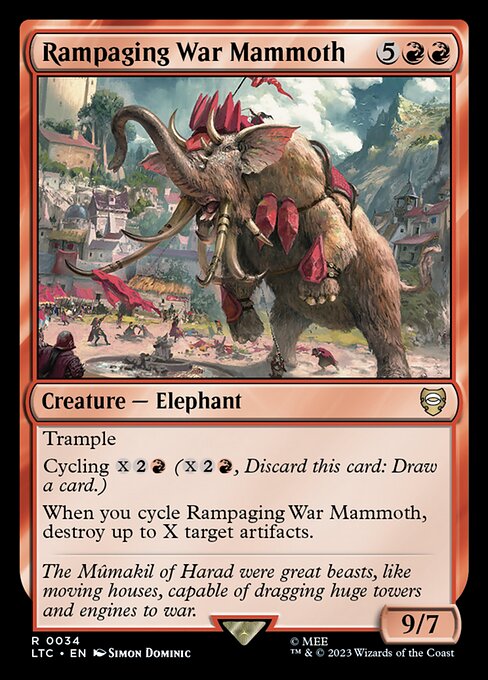 Rampaging War Mammoth 5
Creature — Elephant
Trample
Cycling X 2 (X 2, Discard this card: Draw
a card.)
When you cycle Rampaging War Mammoth,
destroy up to X target artifacts.
The Mûmakil of Harad were great beasts, like
moving houses, capable of dragging huge towers
and engines to war.
9/7
R 0034
LTC • EN Simon Dominic
© MEE
™ & © 2023 Wizards of the Coast